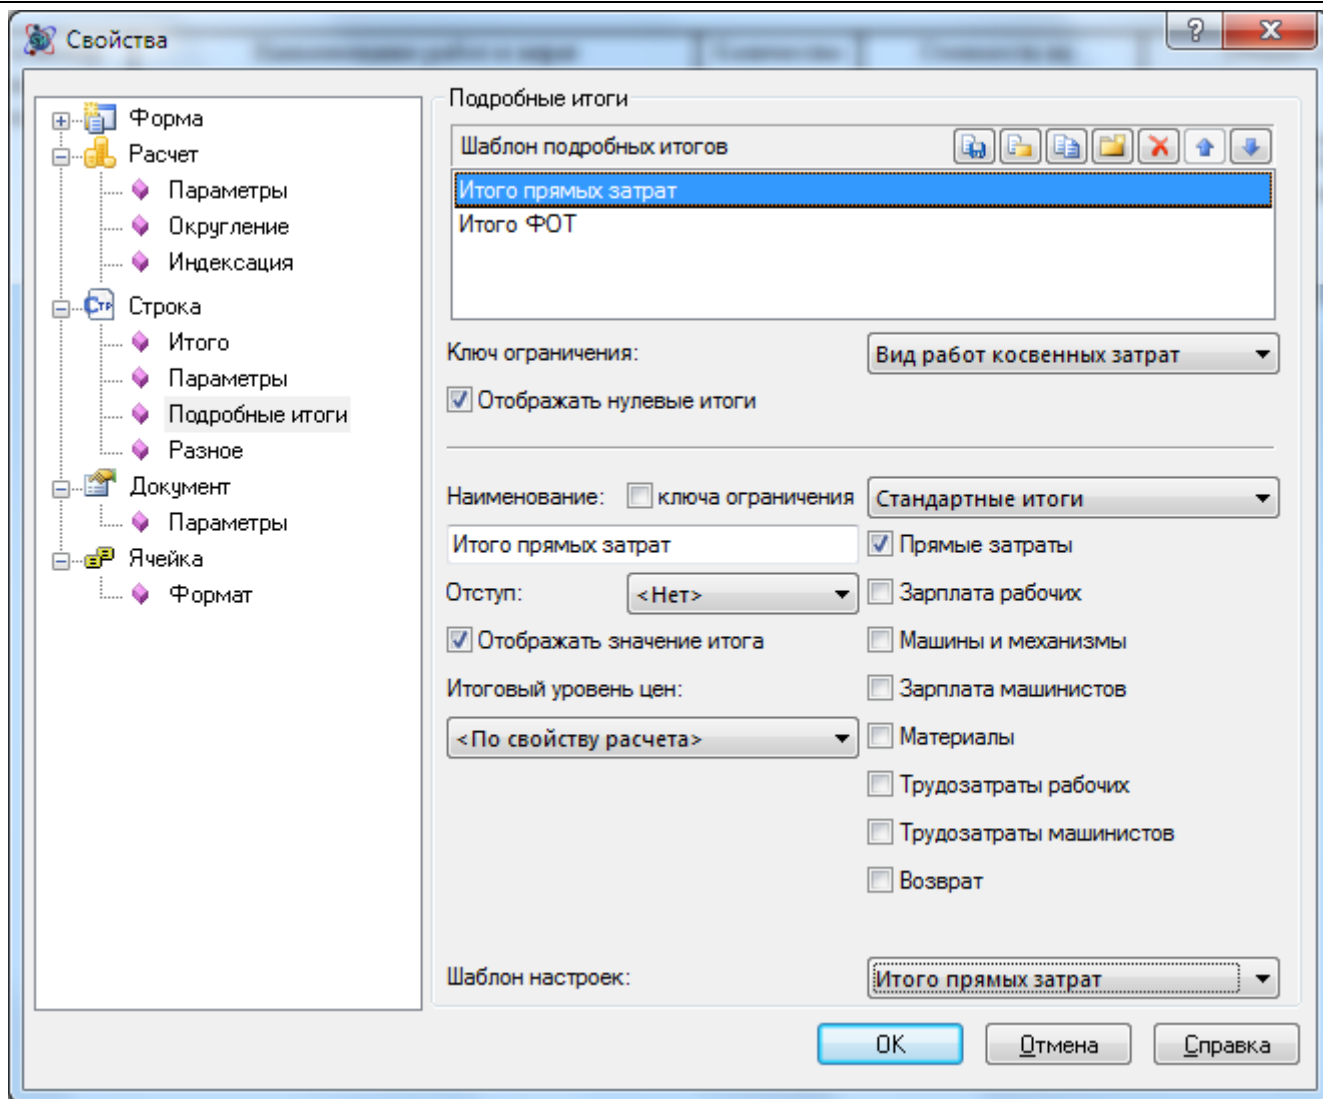 Свойства
Форма
Расчет
Параметры
Округление
Индексация
Строка
Итого
Параметры
Подробные итоги
Разное
Документ
Параметры
Ячейка
Формат
Подробные итоги
Шаблон подробных итогов
Итого прямых затрат
Итого ФОТ
Ключ ограничения: Вид работ косвенных затрат
Отображать нулевые итоги
Наименование: ключа ограничения Стандартные итоги
Итого прямых затрат Прямые затраты
Отступ: <Нет> Зарплата рабочих
Отображать значение итога Машины и механизмы
Итоговый уровень цен: Зарплата машинистов
<По свойству расчета> Материалы
Трудозатраты рабочих
Трудозатраты машинистов
Возврат
Шаблон настроек: Итого прямых затрат
ОК Отмена Справка